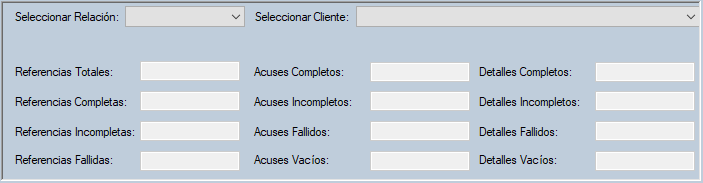 Seleccionar Relación: Seleccionar Cliente:
Referencias Totales: Acuses Completos: Detalles Completos:
Referencias Completas: Acuses Incompletos: Detalles Incompletos:
Referencias Incompletas: Acuses Fallidos: Detalles Fallidos:
Referencias Fallidas: Acuses Vacíos: Detalles Vacíos: